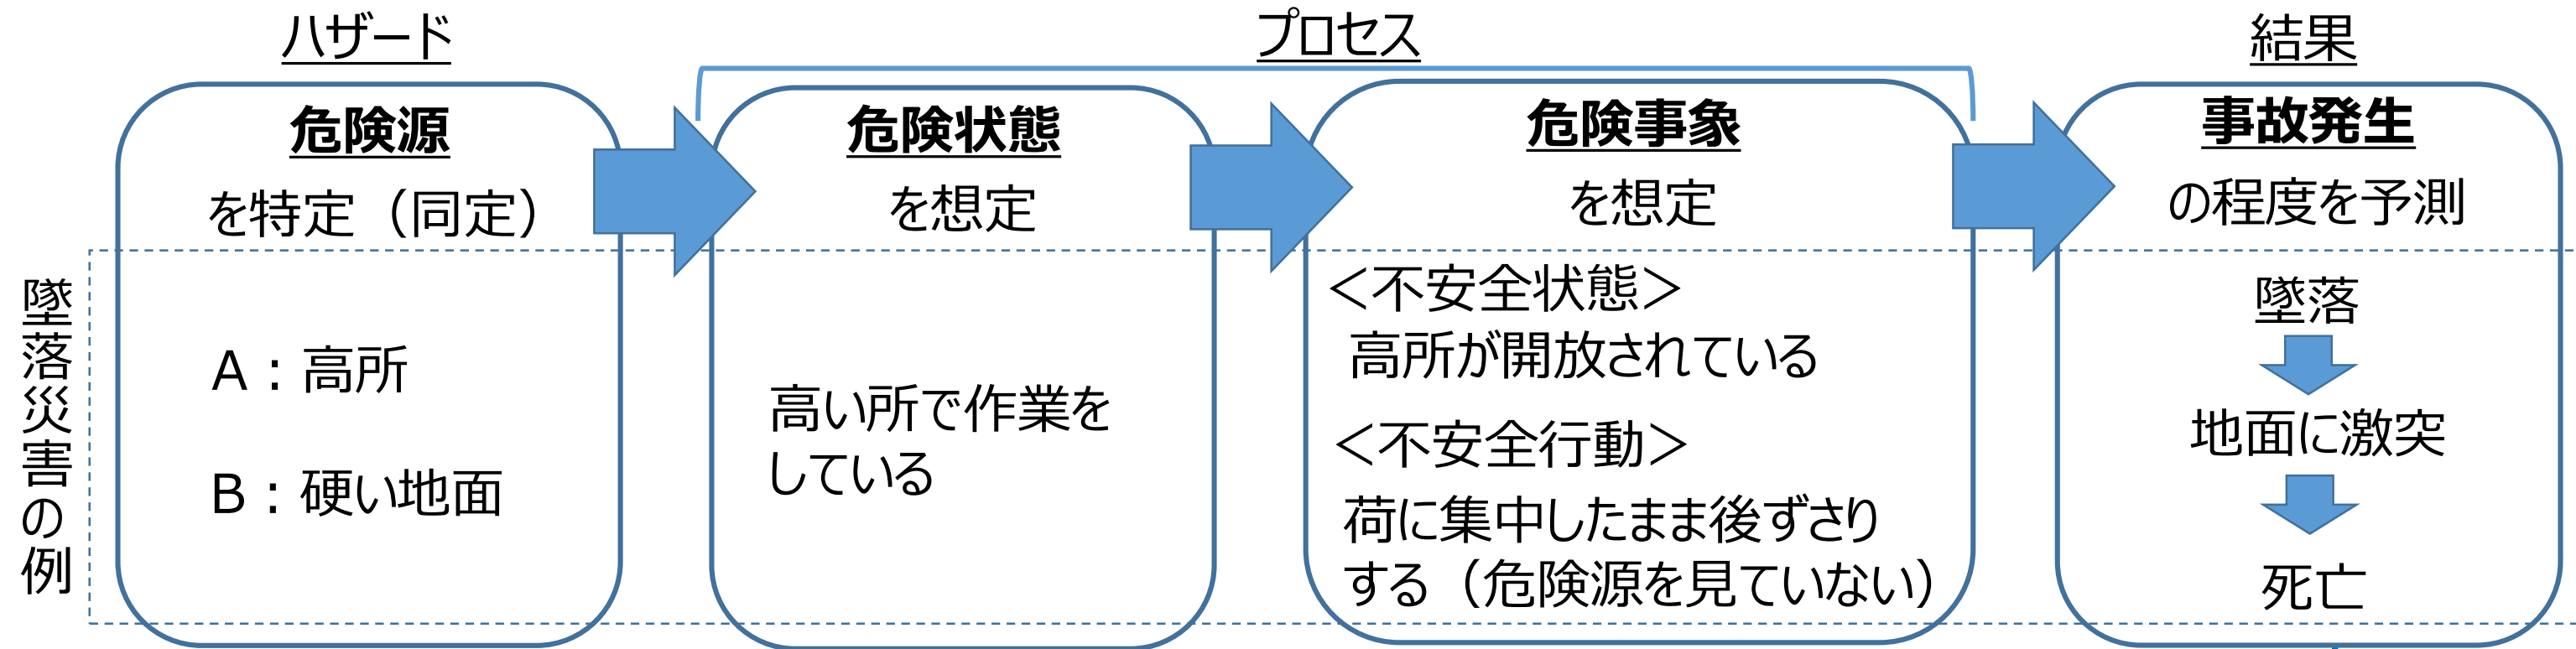 ハザード
プロセス
結果
危険源
を特定（同定）
危険状態
を想定
危険事象
を想定
事故発生
の程度を予測
墜落災害の例
A：高所
B：硬い地面
高い所で作業を
している
＜不安全状態＞
高所が開放されている
＜不安全行動＞
荷に集中したまま後ずさり
する（危険源を見ていない）
墜落
地面に激突
死亡